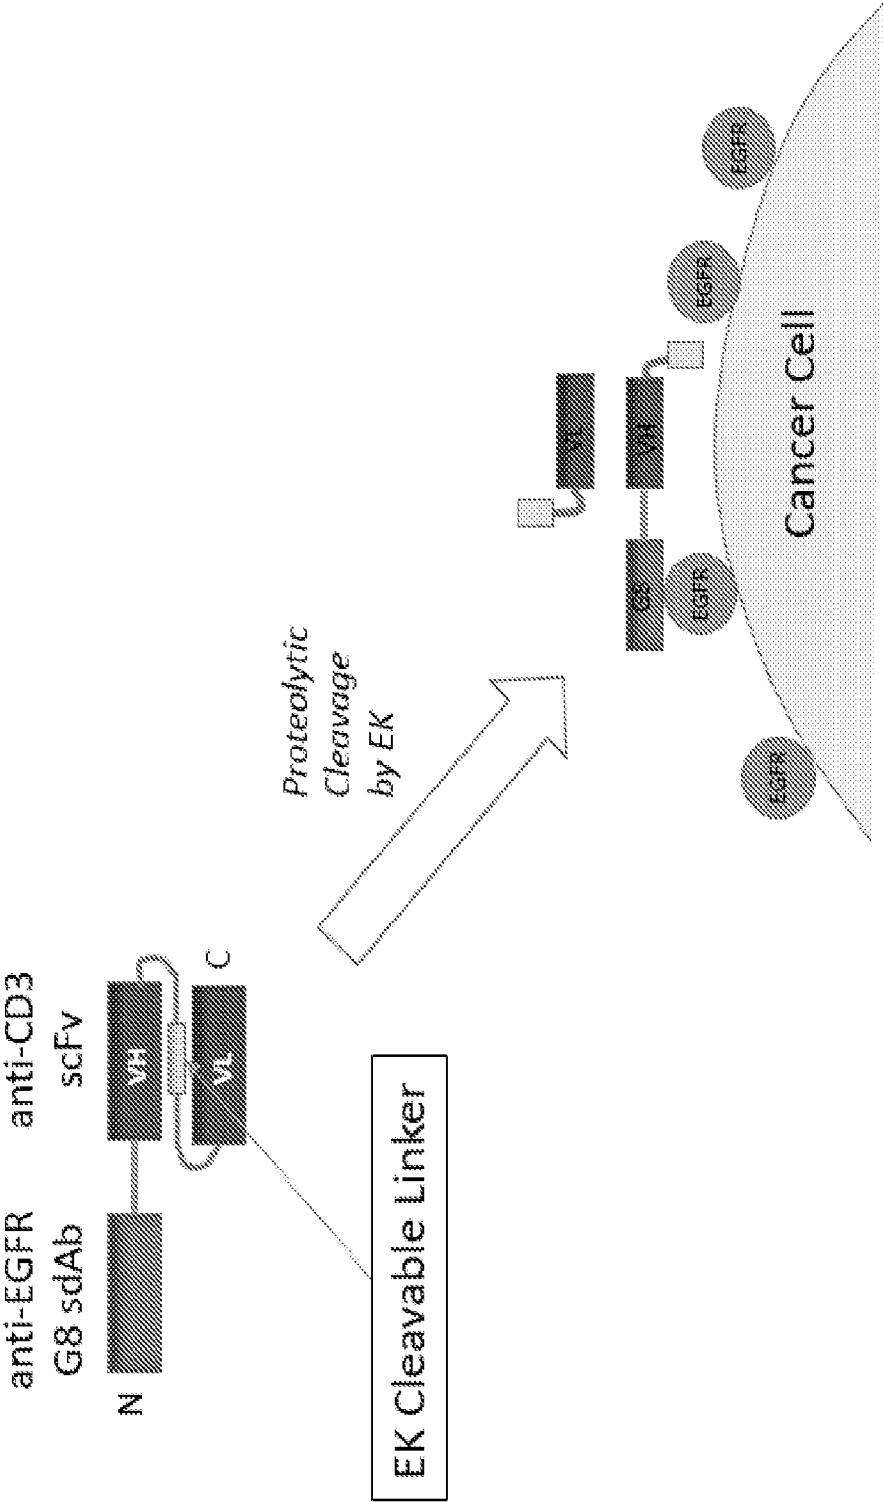 anti-EGFR
G8 sdAb
anti-CD3
scFv
N
VH
VL
C
EK Cleavable Linker
Proteolytic
Cleavage
by EK
VL
G8
VH
EGFR
EGFR
EGFR
EGFR
Cancer Cell